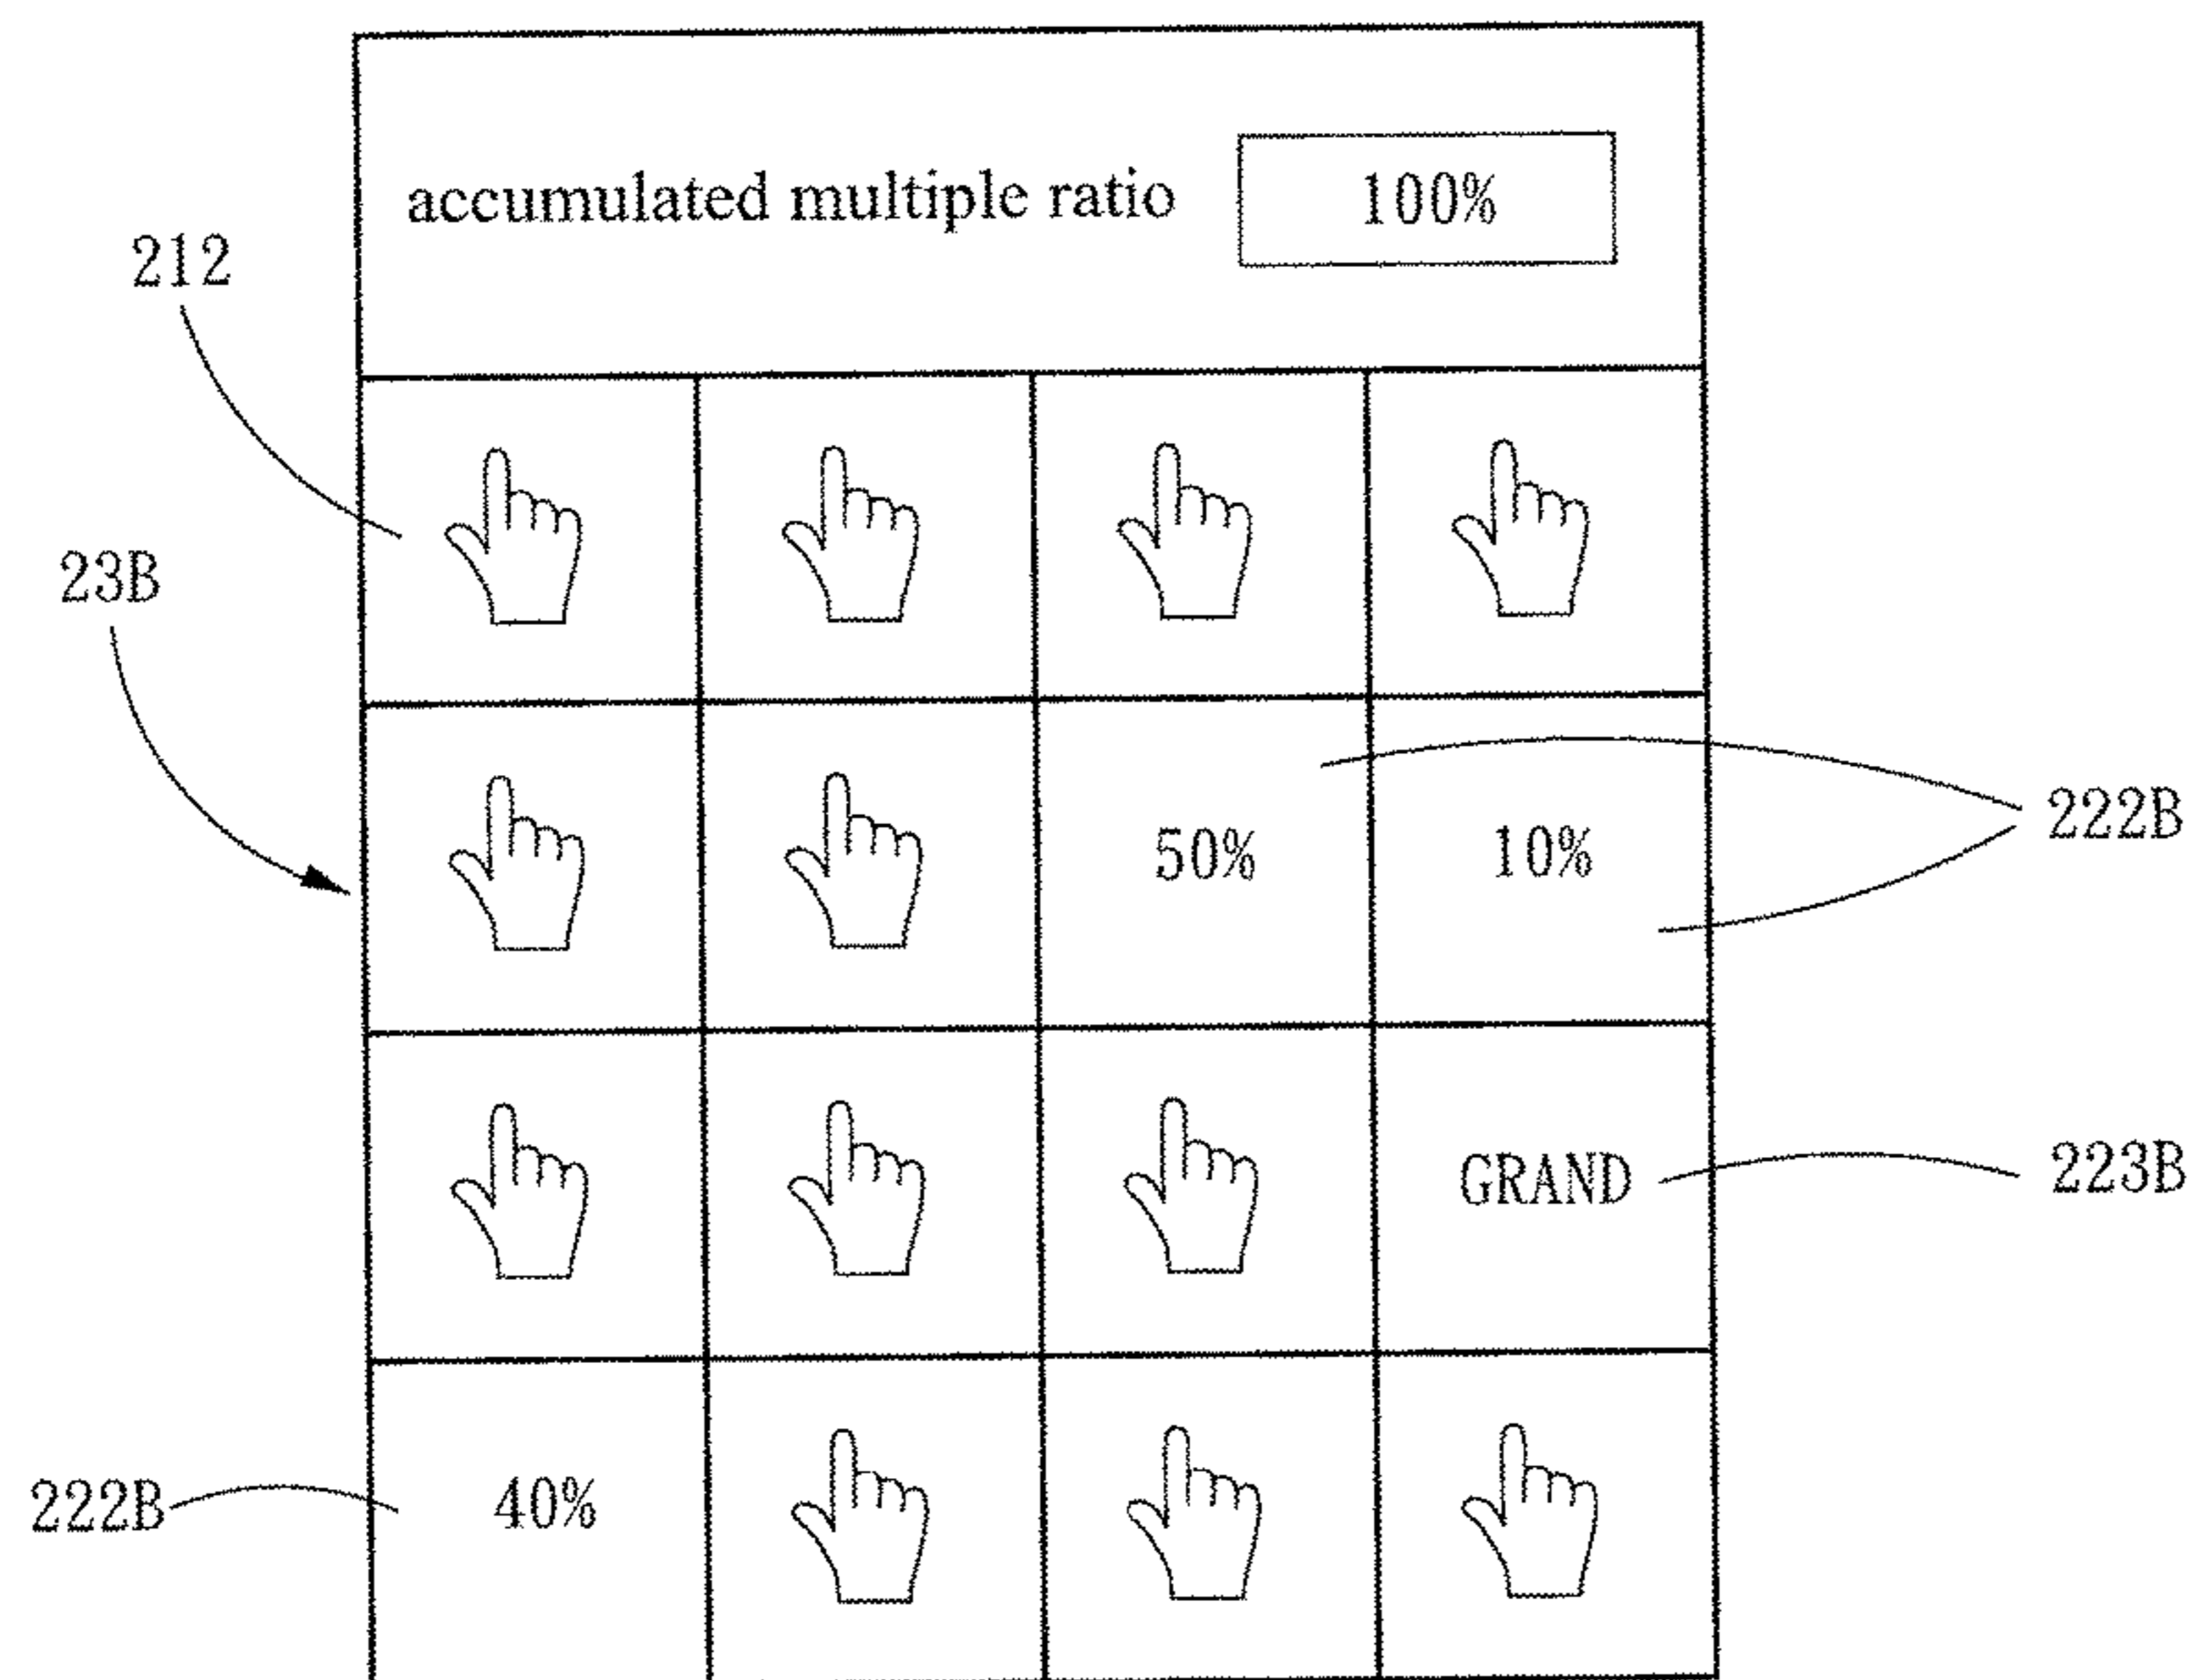 accumulated multiple ratio 100%
212
23B
50% 10%
222B
GRAND
223B
222B
40%